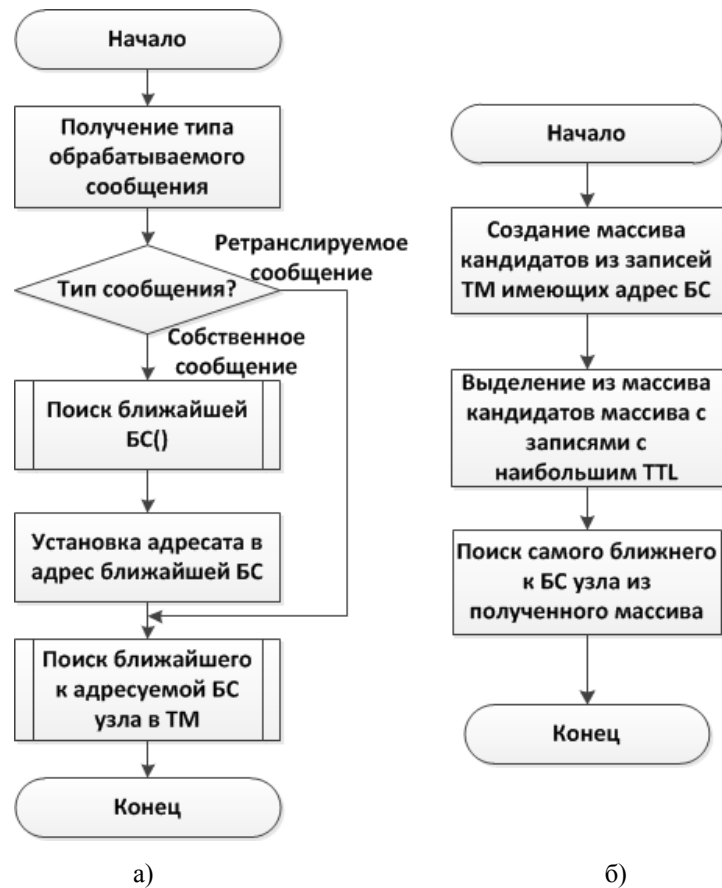 Начало
Получение типа
обрабатываемого
сообщения
Тип сообщения?
Ретранслируемое
сообщение
Собственное
сообщение
Поиск ближайшей
БС()
Установка адресата в
адрес ближайшей БС
Поиск ближайшего
к адресуемой БС
узла в ТМ
Конец
а)
Начало
Создание массива
кандидатов из записей
ТМ имеющих адрес БС
Выделение из массива
кандидатов массива с
записями с
наибольшим TTL
Поиск самого ближнего
к БС узла из
полученного массива
Конец
б)